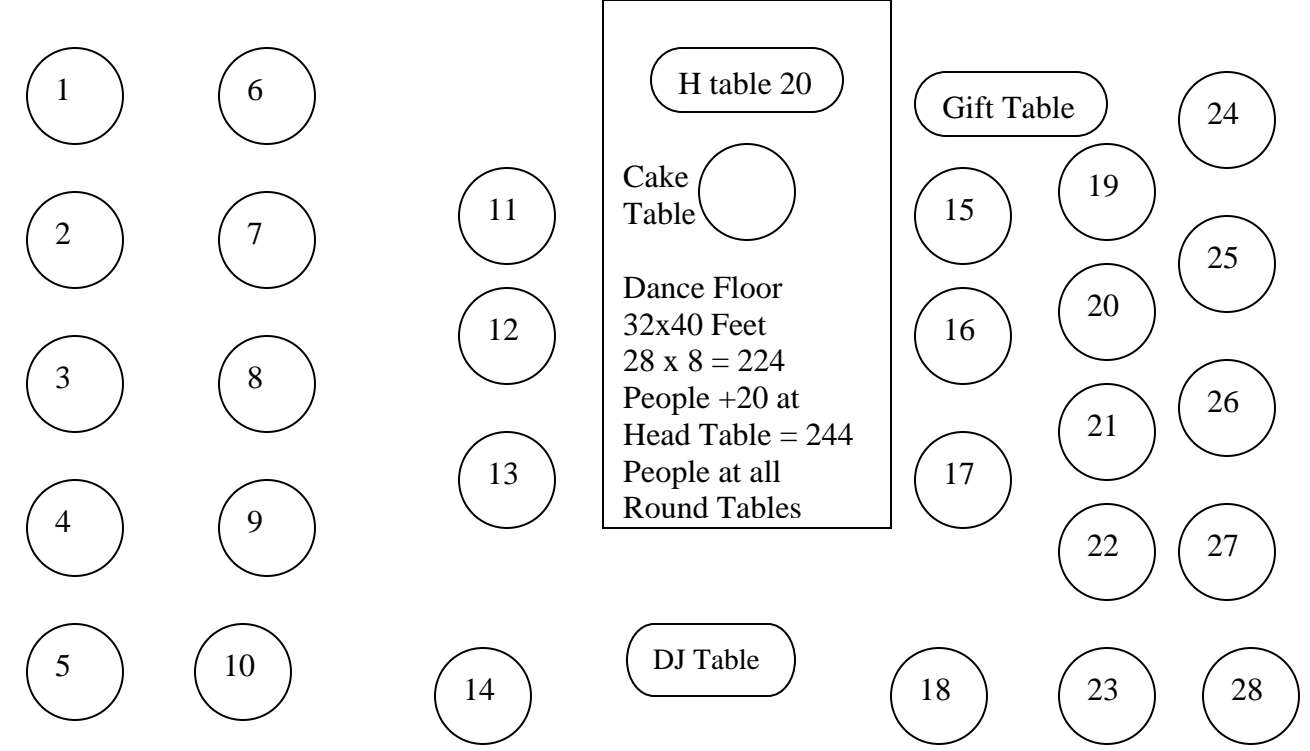 1
6
H table 20
Gift Table
24
Cake
Table
11
15
19
2
7
25
Dance Floor
32x40 Feet
28 x 8 = 224
People +20 at
Head Table = 244
People at all
Round Tables
12
16
20
3
8
26
21
13
17
4
9
22
27
5
10
14
DJ Table
18
23
28